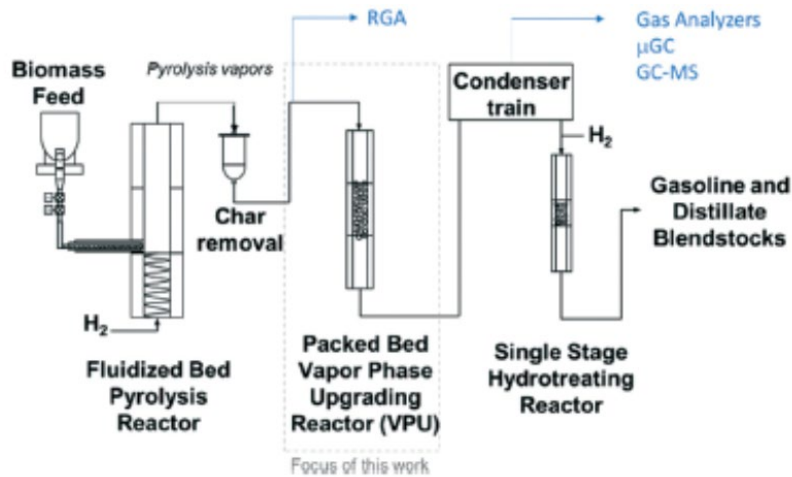 RGA
Gas Analyzers
μGC
GC-MS
Biomass
Feed
Pyrolysis vapors
Condenser
train
H2
Char
removal
Gasoline and
Distillate
Blendstocks
H2
Fluidized Bed
Pyrolysis
Reactor
Packed Bed
Vapor Phase
Upgrading
Reactor (VPU)
Single Stage
Hydrotreating
Reactor
Focus of this work